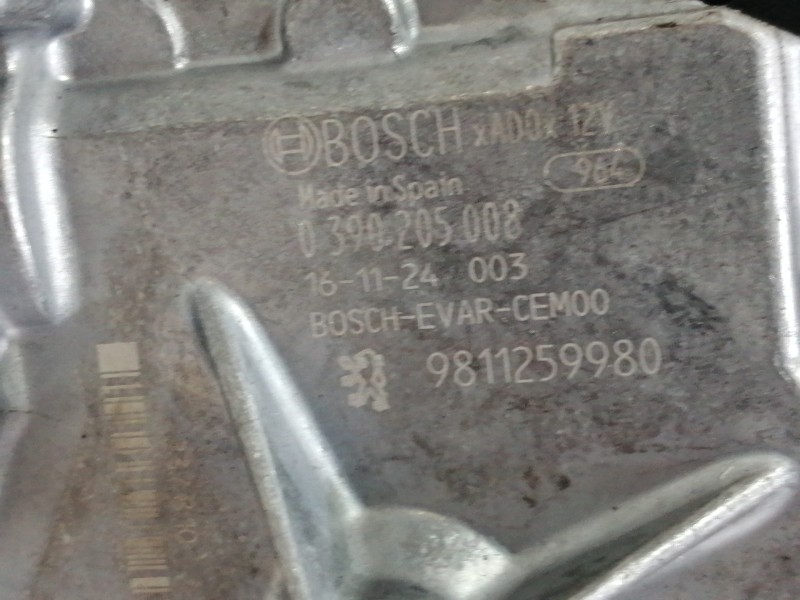 BOSCH xADOx 12V
964
Made in Spain
0 390 205 008
16-11-24 003
BOSCH-EVAR-CEM00
9811259980